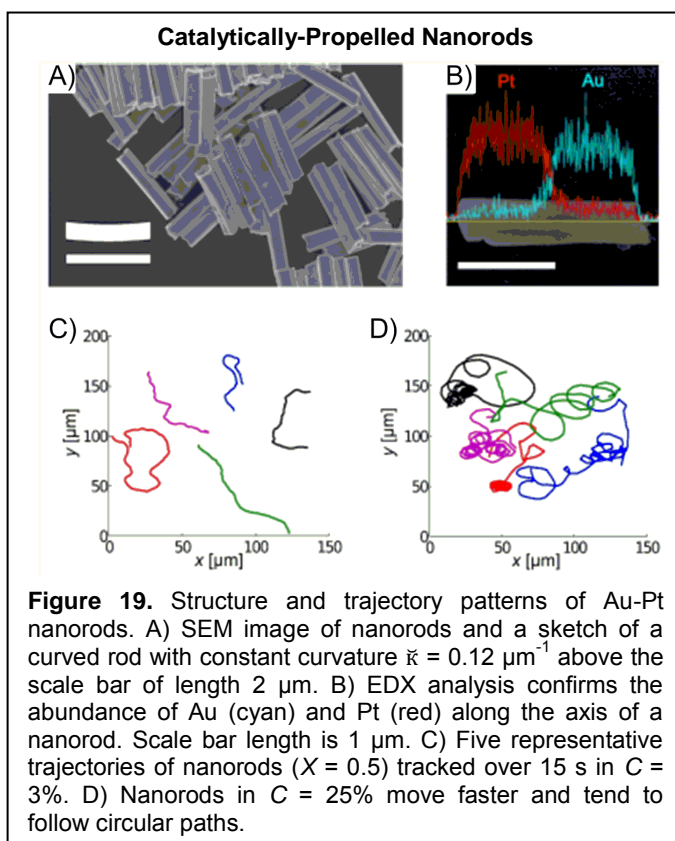 Catalytically-Propelled Nanorods
A)
B)
Pt
Au
C)
200
150
100
50
0
0
50
100
150
y [µm]
x [µm]
D)
200
150
100
50
0
50
100
150
y [µm]
x [µm]
Figure 19. Structure and trajectory patterns of Au-Pt
nanorods. A) SEM image of nanorods and a sketch of a
curved rod with constant curvature κ̆ = 0.12 µm⁻¹ above the
scale bar of length 2 µm. B) EDX analysis confirms the
abundance of Au (cyan) and Pt (red) along the axis of a
nanorod. Scale bar length is 1 µm. C) Five representative
trajectories of nanorods (X = 0.5) tracked over 15 s in C =
3%. D) Nanorods in C = 25% move faster and tend to
follow circular paths.